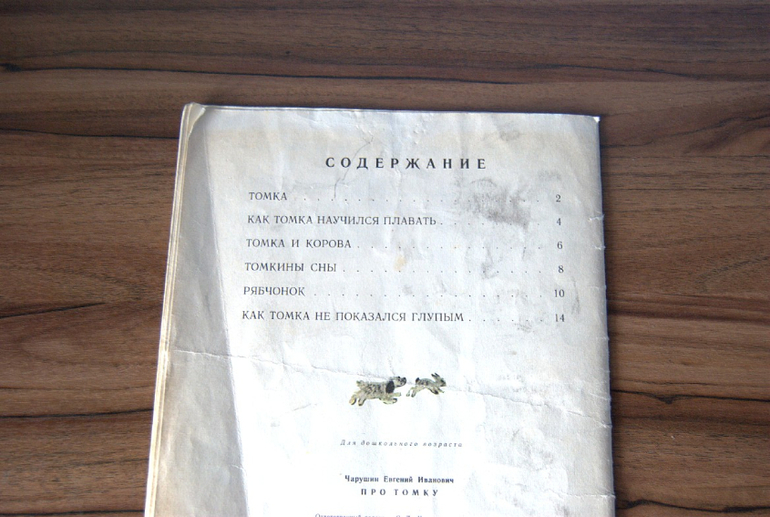 СОДЕРЖАНИЕ
ТОМКА . . . . . . . . . . . . . . . . . . . 2
КАК ТОМКА НАУЧИЛСЯ ПЛАВАТЬ . . . . . . . . 4
ТОМКА И КОРОВА . . . . . . . . . . . . . . 6
ТОМКИНЫ СНЫ . . . . . . . . . . . . . . . 8
РЯБЧОНОК . . . . . . . . . . . . . . . . . 10
КАК ТОМКА НЕ ПОКАЗАЛСЯ ГЛУПЫМ . . . . . . 14
Для дошкольного возраста
Чарушин Евгений Иванович
ПРО ТОМКУ